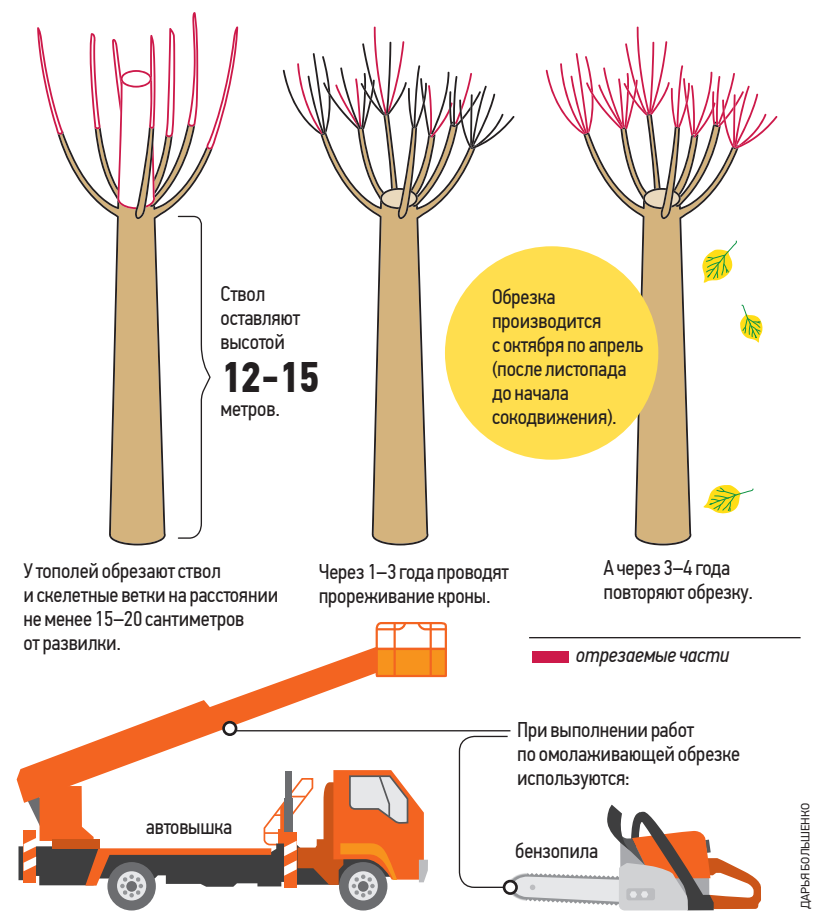 Ствол
оставляют
высотой
12-15
метров.
Обрезка
производится
с октября по апрель
(после листопада
до начала
сокодвижения).
У тополей обрезают ствол
и скелетные ветки на расстоянии
не менее 15–20 сантиметров
от развилки.
Через 1–3 года проводят
прореживание кроны.
А через 3–4 года
повторяют обрезку.
отрезаемые части
При выполнении работ
по омолаживающей обрезке
используются:
автовышка
бензопила
ДАРЬЯ БОЛЬШЕНКО